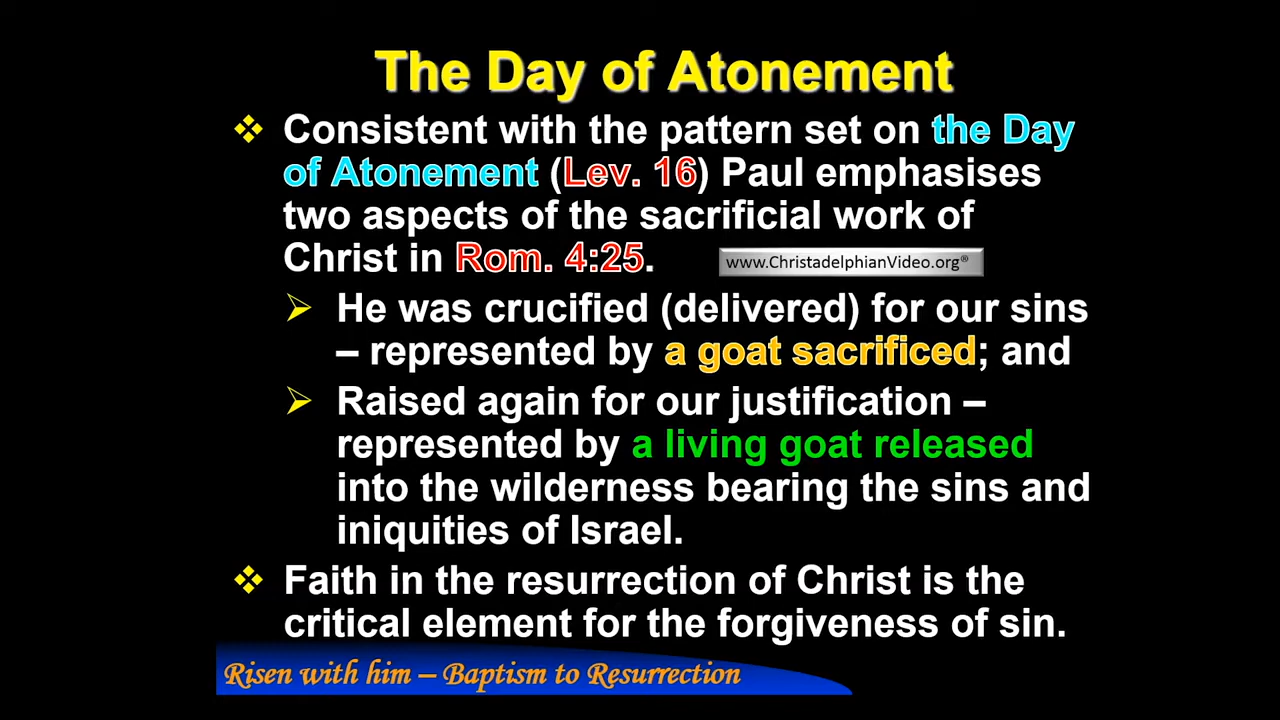 The Day of Atonement
Consistent with the pattern set on the Day
of Atonement (Lev. 16) Paul emphasises
two aspects of the sacrificial work of
Christ in Rom. 4:25.
www.ChristadelphianVideo.org®
He was crucified (delivered) for our sins
– represented by a goat sacrificed; and
Raised again for our justification –
represented by a living goat released
into the wilderness bearing the sins and
iniquities of Israel.
Faith in the resurrection of Christ is the
critical element for the forgiveness of sin.
Risen with him – Baptism to Resurrection